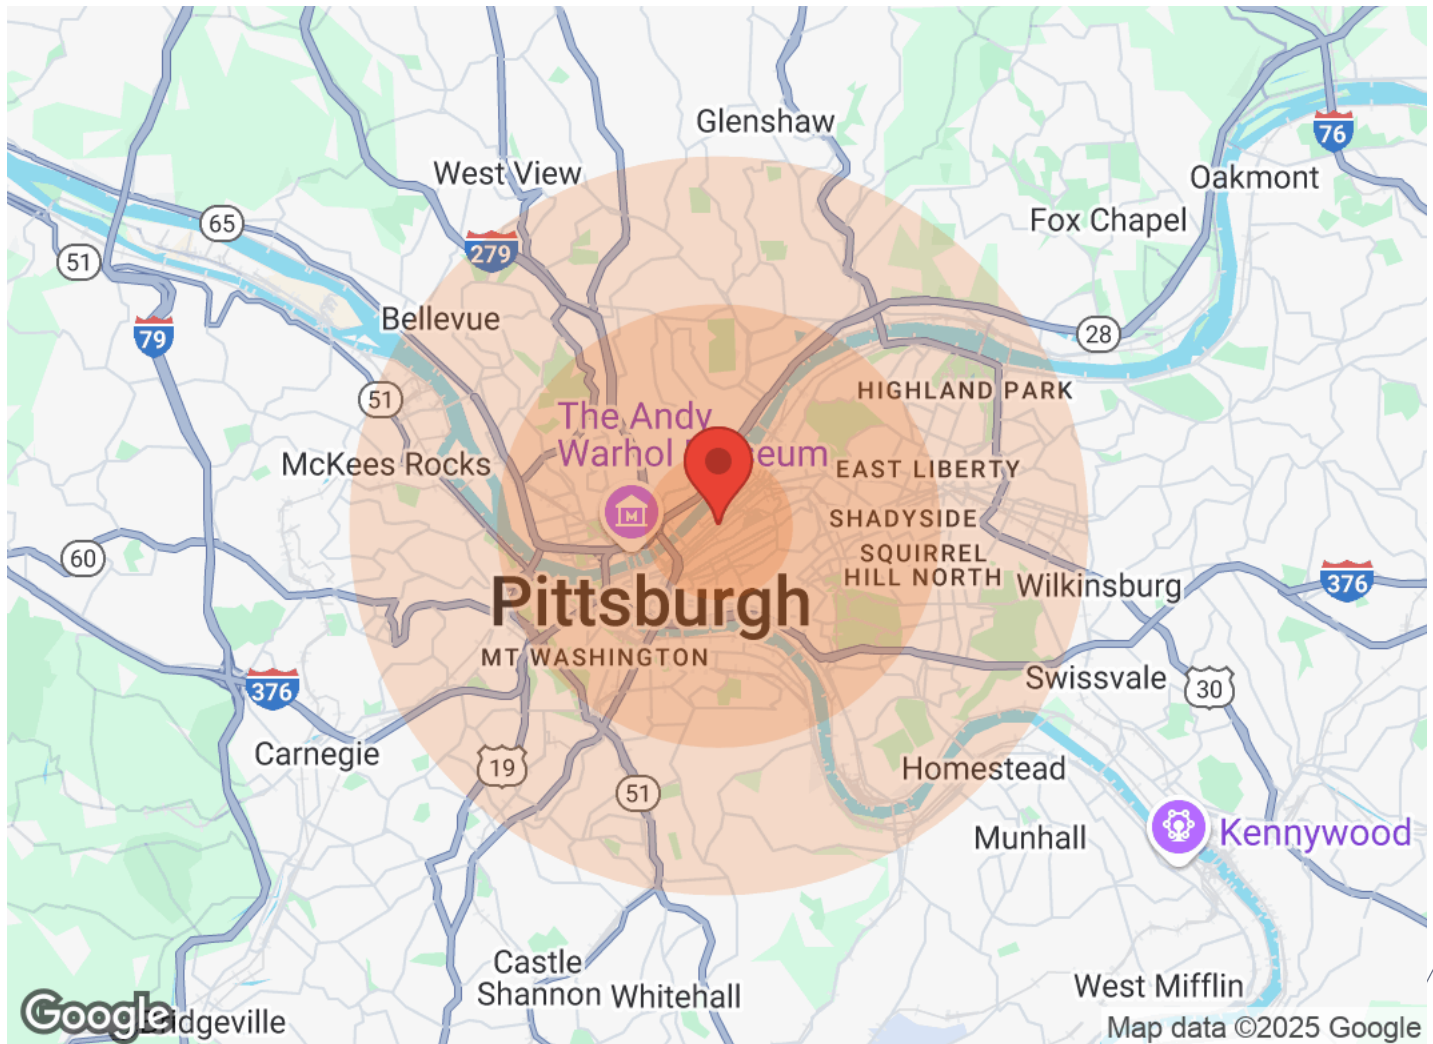 Glenshaw
76
West View
Oakmont
65
Fox Chapel
279
51
Bellevue
79
28
51
HIGHLAND PARK
The Andy
Warhol Museum
McKees Rocks
EAST LIBERTY
SHADYSIDE
60
SQUIRREL
HILL NORTH
Wilkinsburg
376
Pittsburgh
MT WASHINGTON
Swissvale
376
30
Carnegie
19
Homestead
51
Munhall
Kennywood
Castle
Shannon
Whitehall
West Mifflin
Google
Bridgeville
Map data ©2025 Google